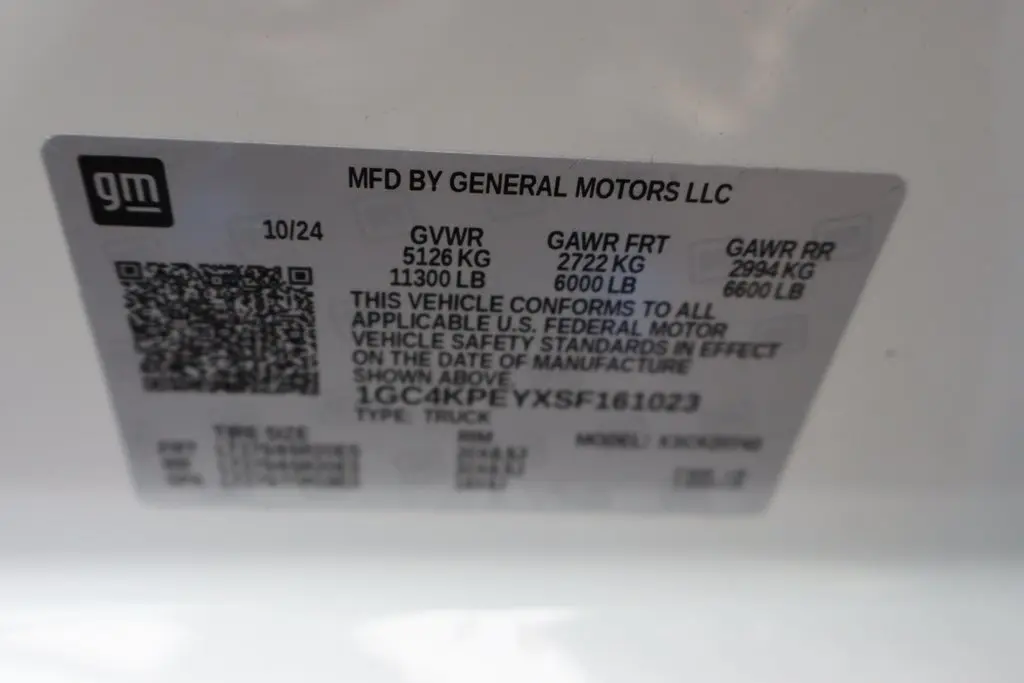 gm
MFD BY GENERAL MOTORS LLC
10/24 GVWR GAWR FRT GAWR RR
5126 KG 2722 KG 2994 KG
11300 LB 6000 LB 6600 LB
THIS VEHICLE CONFORMS TO ALL
APPLICABLE U.S. FEDERAL MOTOR
VEHICLE SAFETY STANDARDS IN EFFECT
ON THE DATE OF MANUFACTURE
SHOWN ABOVE.
1GC4KPEYXSF161023
TYPE: TRUCK
TIRE SIZE RIM MODEL:
FRT
RR